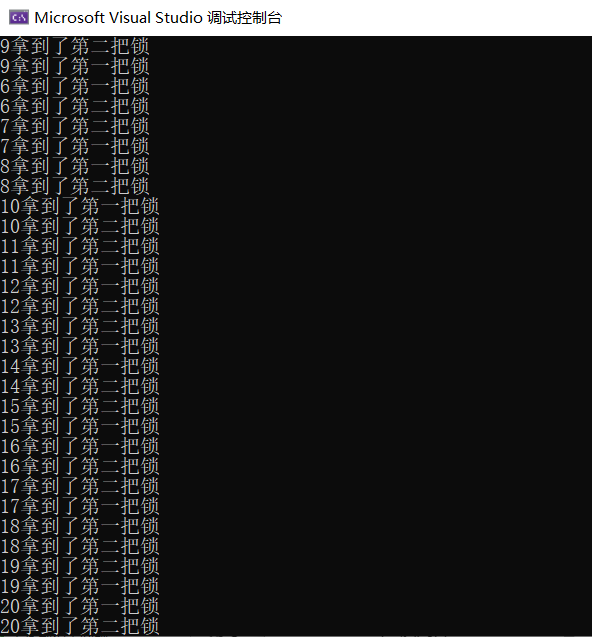 Microsoft Visual Studio 调试控制台
9拿到了第二把锁
9拿到了第一把锁
6拿到了第一把锁
6拿到了第二把锁
7拿到了第二把锁
7拿到了第一把锁
8拿到了第一把锁
8拿到了第二把锁
10拿到了第一把锁
10拿到了第二把锁
11拿到了第二把锁
11拿到了第一把锁
12拿到了第一把锁
12拿到了第二把锁
13拿到了第二把锁
13拿到了第一把锁
14拿到了第一把锁
14拿到了第二把锁
15拿到了第二把锁
15拿到了第一把锁
16拿到了第一把锁
16拿到了第二把锁
17拿到了第二把锁
17拿到了第一把锁
18拿到了第一把锁
18拿到了第二把锁
19拿到了第二把锁
19拿到了第一把锁
20拿到了第一把锁
20拿到了第二把锁